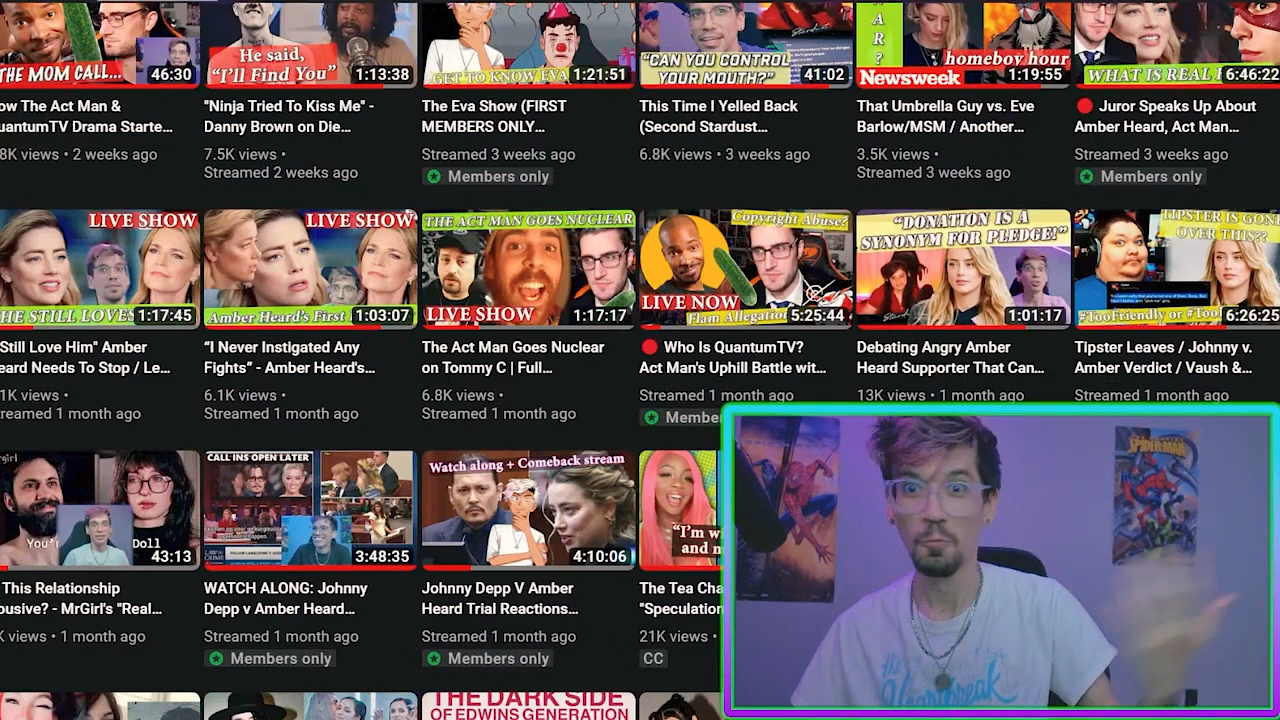 THE MOM CALL...
46:30
He said,
"I'll Find You"
1:13:38
GET TO KNOW EVA
1:21:51
"CAN YOU CONTROL
YOUR MOUTH?"
41:02
AR?
Newsweek
homeboy hour
1:19:55
WHAT IS REAL
6:46:22
ow The Act Man &
uantumTV Drama Starte...
8K views • 2 weeks ago
"Ninja Tried To Kiss Me" -
Danny Brown on Die...
7.5K views •
Streamed 2 weeks ago
The Eva Show (FIRST
MEMBERS ONLY...
Streamed 3 weeks ago
Members only
This Time I Yelled Back
(Second Stardust...
6.8K views • 3 weeks ago
That Umbrella Guy vs. Eve
Barlow/MSM / Another...
3.5K views •
Streamed 3 weeks ago
🔴 Juror Speaks Up About
Amber Heard, Act Man...
Streamed 3 weeks ago
Members only
LIVE SHOW
HE STILL LOVES
1:17:45
LIVE SHOW
Amber Heard's First
1:03:07
THE ACT MAN GOES NUCLEAR
LIVE SHOW
1:17:17
Copyright Abuse?
LIVE NOW
Flam Allegation
5:25:44
"DONATION IS A
SYNONYM FOR PLEDGE!"
1:01:17
TIPSTER IS GON
OVER THIS??
#TooFriendly or #Too
6:26:25
Still Love Him" Amber
eard Needs To Stop / Le...
1K views •
reamed 1 month ago
“I Never Instigated Any
Fights” - Amber Heard's...
6.1K views •
Streamed 1 month ago
The Act Man Goes Nuclear
on Tommy C | Full...
6.8K views •
Streamed 1 month ago
🔴 Who Is QuantumTV?
Act Man's Uphill Battle wit...
Streamed 1 month ago
Membe
Debating Angry Amber
Heard Supporter That Can...
13K views • 1 month ago
Tipster Leaves / Johnny v.
Amber Verdict / Vaush &...
Streamed 1 month ago
girl
You'r
Doll
43:13
CALL INS OPEN LATER
3:48:35
Watch along + Comeback stream
4:10:06
"I'm w
and n
This Relationship
busive? - MrGirl's "Real...
K views • 1 month ago
WATCH ALONG: Johnny
Depp v Amber Heard...
Streamed 1 month ago
Members only
Johnny Depp V Amber
Heard Trial Reactions...
Streamed 1 month ago
Members only
The Tea Cha
"Speculation
21K views •
CC
SPIDER-MAN
the
Heartbreak
THE DARK SIDE
OF EDWINS GENERATION